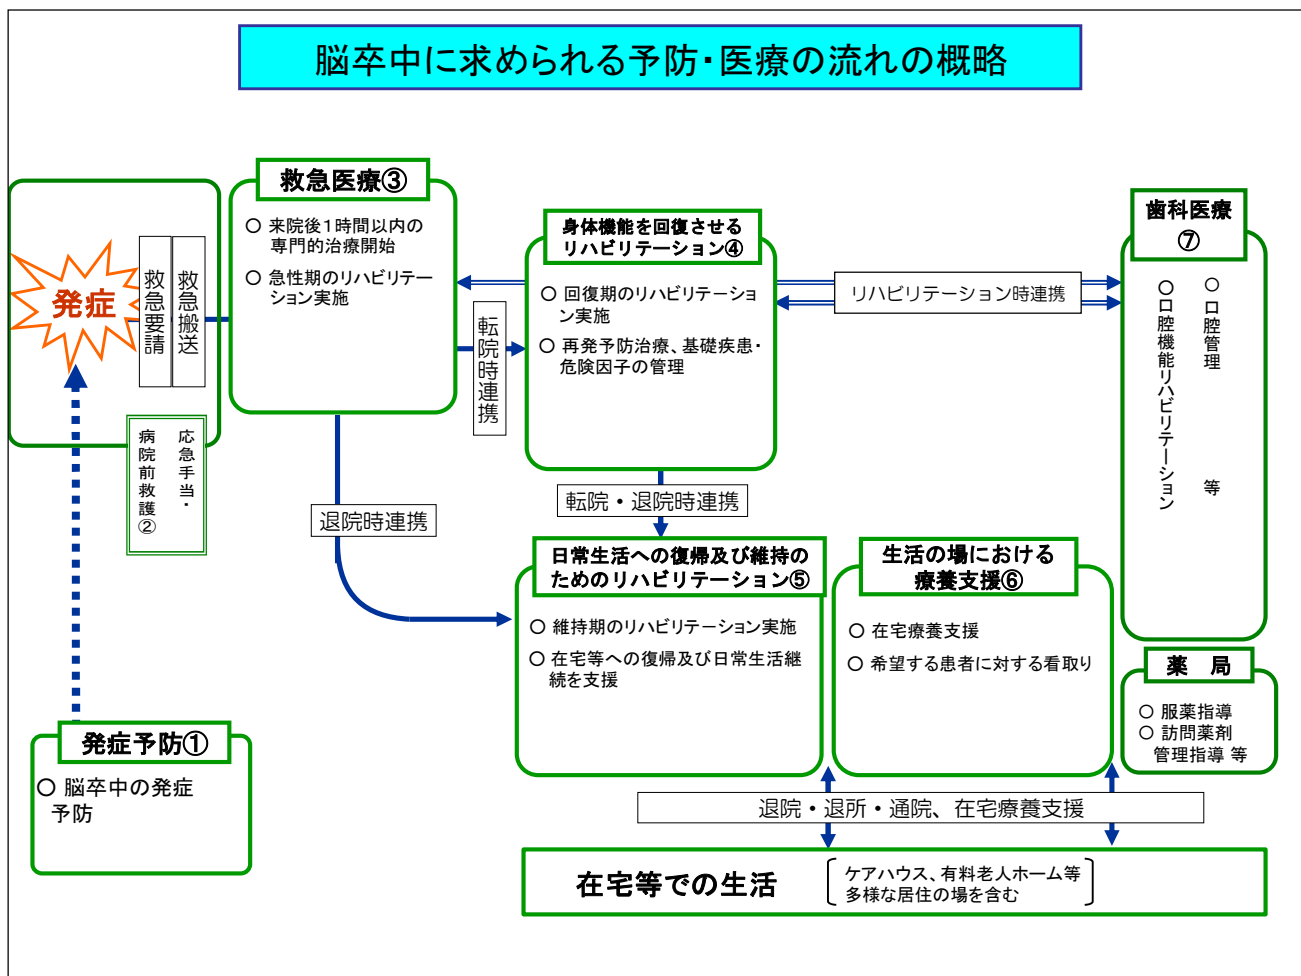 脳卒中に求められる予防・医療の流れの概略
発症
救急要請
救急搬送
応急手当・
病院前救護②
救急医療③
○ 来院後1時間以内の
専門的治療開始
○ 急性期のリハビリテー
ション実施
転院時連携
身体機能を回復させる
リハビリテーション④
○ 回復期のリハビリテーショ
ン実施
○ 再発予防治療、基礎疾患・
危険因子の管理
リハビリテーション時連携
歯科医療
⑦
○ 口腔管理
○口腔機能リハビリテーション
等
退院時連携
転院・退院時連携
日常生活への復帰及び維持の
ためのリハビリテーション⑤
○ 維持期のリハビリテーション実施
○ 在宅等への復帰及び日常生活継
続を支援
生活の場における
療養支援⑥
○ 在宅療養支援
○ 希望する患者に対する看取り
薬 局
○ 服薬指導
○ 訪問薬剤
管理指導 等
発症予防①
○ 脳卒中の発症
予防
退院・退所・通院、在宅療養支援
在宅等での生活
ケアハウス、有料老人ホーム等
多様な居住の場を含む